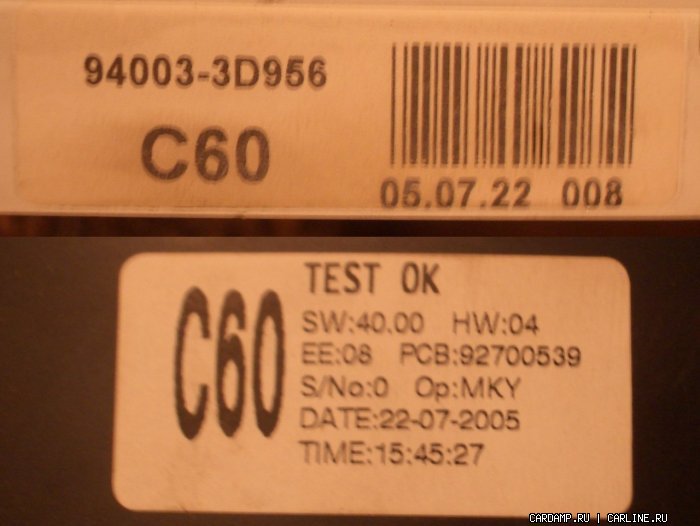 94003-3D956
C60
05.07.22 008
C60
TEST OK
SW:40.00 HW:04
EE:08 PCB:92700539
S/No:0 Op:MKY
DATE:22-07-2005
TIME:15:45:27
CARDAMP.RU | CARLINE.RU